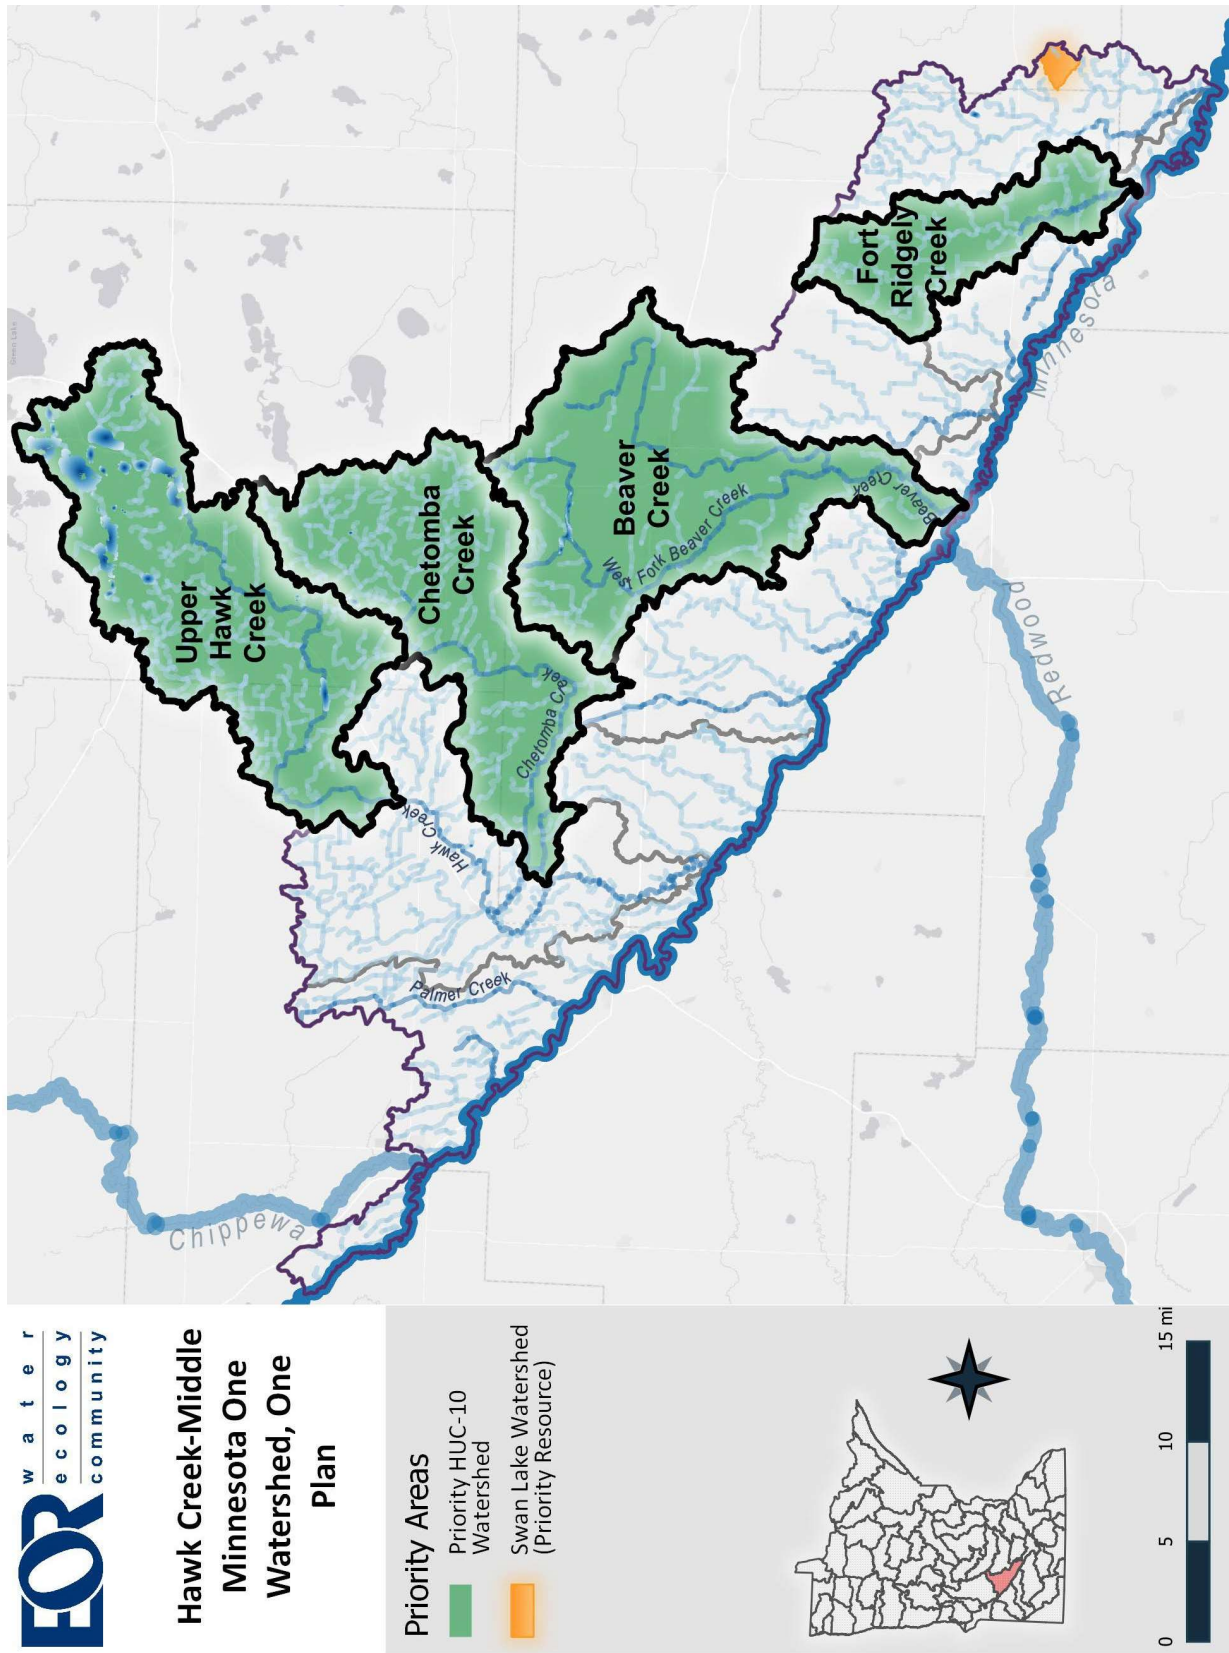 EOR
water
ecology
community
Hawk Creek-Middle
Minnesota One
Watershed, One
Plan
Priority Areas
Priority HUC-10
Watershed
Swan Lake Watershed
(Priority Resource)
0 5 10 15 mi
Chippewa
Green Lake
Upper
Hawk
Creek
Hawk Creek
Palmer Creek
Chetomba
Creek
Chetomba Creek
Beaver
Creek
West Fork Beaver Creek
Beaver Creek
Fort
Ridgely
Creek
Minnesota
Redwood